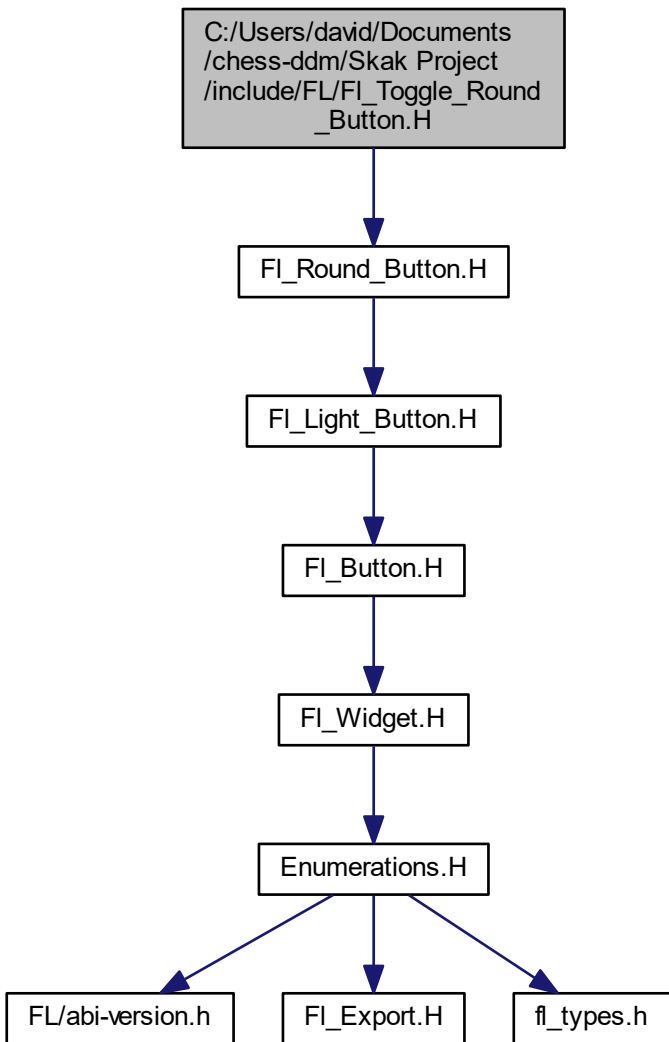 C:/Users/david/Documents
/chess-ddm/Skak Project
/include/FL/Fl_Toggle_Round
_Button.H
Fl_Round_Button.H
Fl_Light_Button.H
Fl_Button.H
Fl_Widget.H
Enumerations.H
FL/abi-version.h
Fl_Export.H
fl_types.h